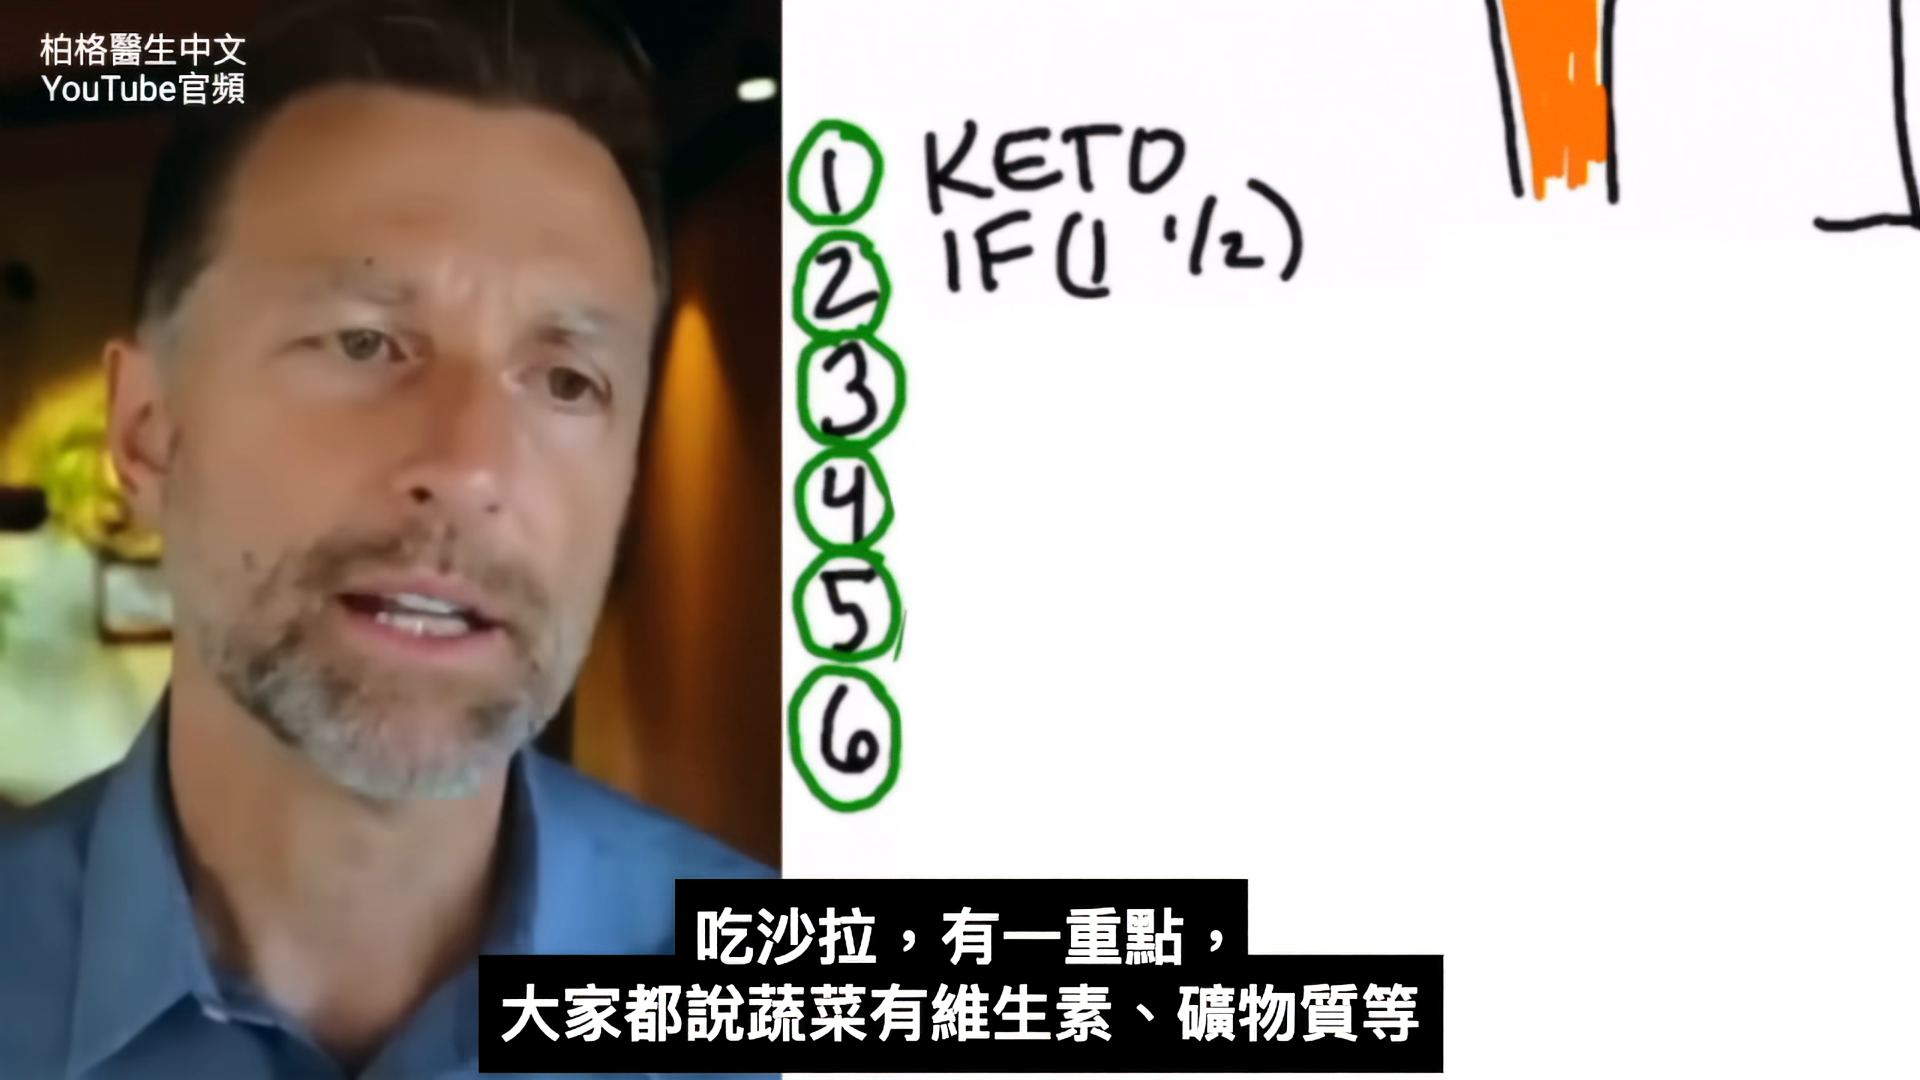 柏格醫生中文
YouTube官頻
1 KETO
2 IF (1 1/2)
3
4
5
6
吃沙拉，有一重點，
大家都說蔬菜有維生素、礦物質等